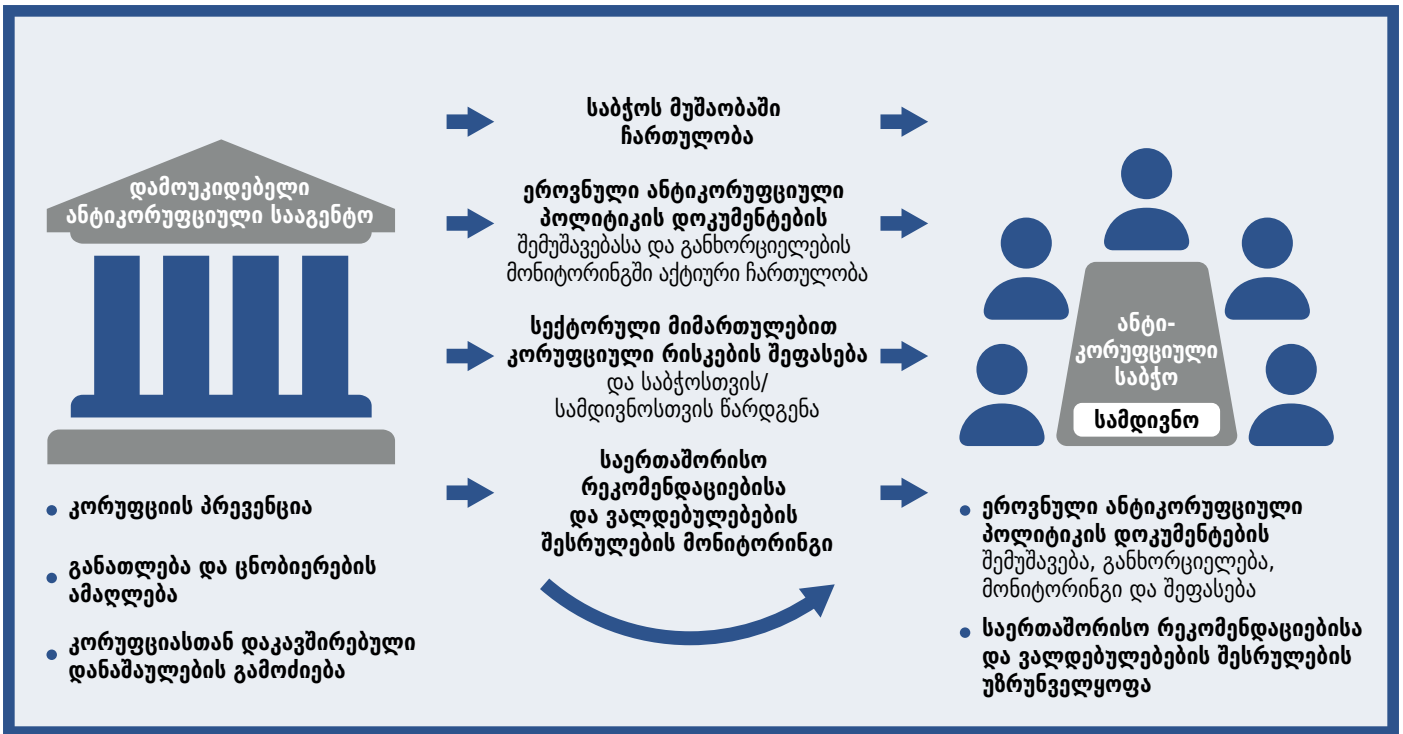 დამოუკიდებელი
ანტიკორუფციული სააგენტო
კორუფციის პრევენცია
განათლება და ცნობიერების
ამაღლება
კორუფციასთან დაკავშირებული
დანაშაულების გამოძიება
საბჭოს მუშაობაში
ჩართულობა
ეროვნული ანტიკორუფციული
პოლიტიკის დოკუმენტების
შემუშავებასა და განხორციელების
მონიტორინგში აქტიური ჩართულობა
სექტორული მიმართულებით
კორუფციული რისკების შეფასება
და საბჭოსთვის/
სამდივნოსთვის წარდგენა
საერთაშორისო
რეკომენდაციებისა
და ვალდებულებების
შესრულების მონიტორინგი
ანტი-
კორუფციული
საბჭო
სამდივნო
ეროვნული ანტიკორუფციული
პოლიტიკის დოკუმენტების
შემუშავება, განხორციელება,
მონიტორინგი და შეფასება
საერთაშორისო რეკომენდაციებისა
და ვალდებულებების შესრულების
უზრუნველყოფა